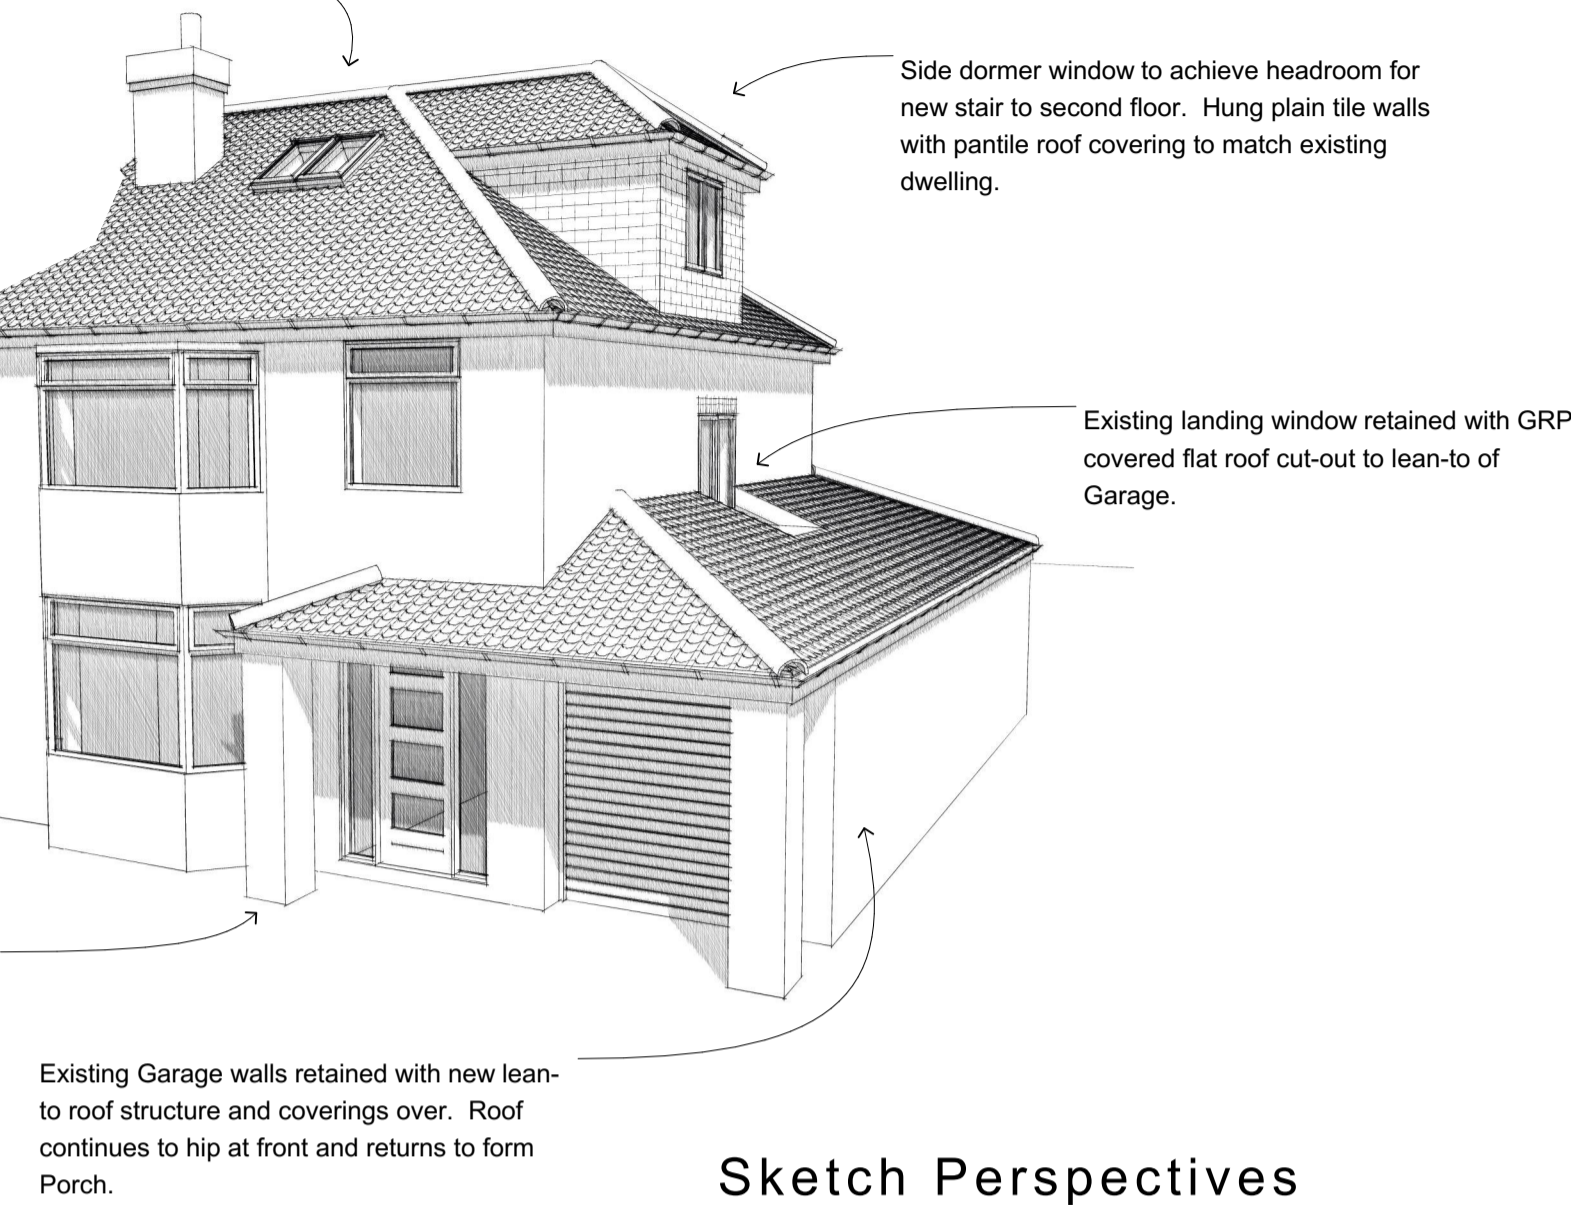 Side dormer window to achieve headroom for
new stair to second floor.  Hung plain tile walls
with pantile roof covering to match existing
dwelling.
Existing landing window retained with GRP
covered flat roof cut-out to lean-to of
Garage.
Existing Garage walls retained with new lean-
to roof structure and coverings over.  Roof
continues to hip at front and returns to form
Porch.
Sketch Perspectives